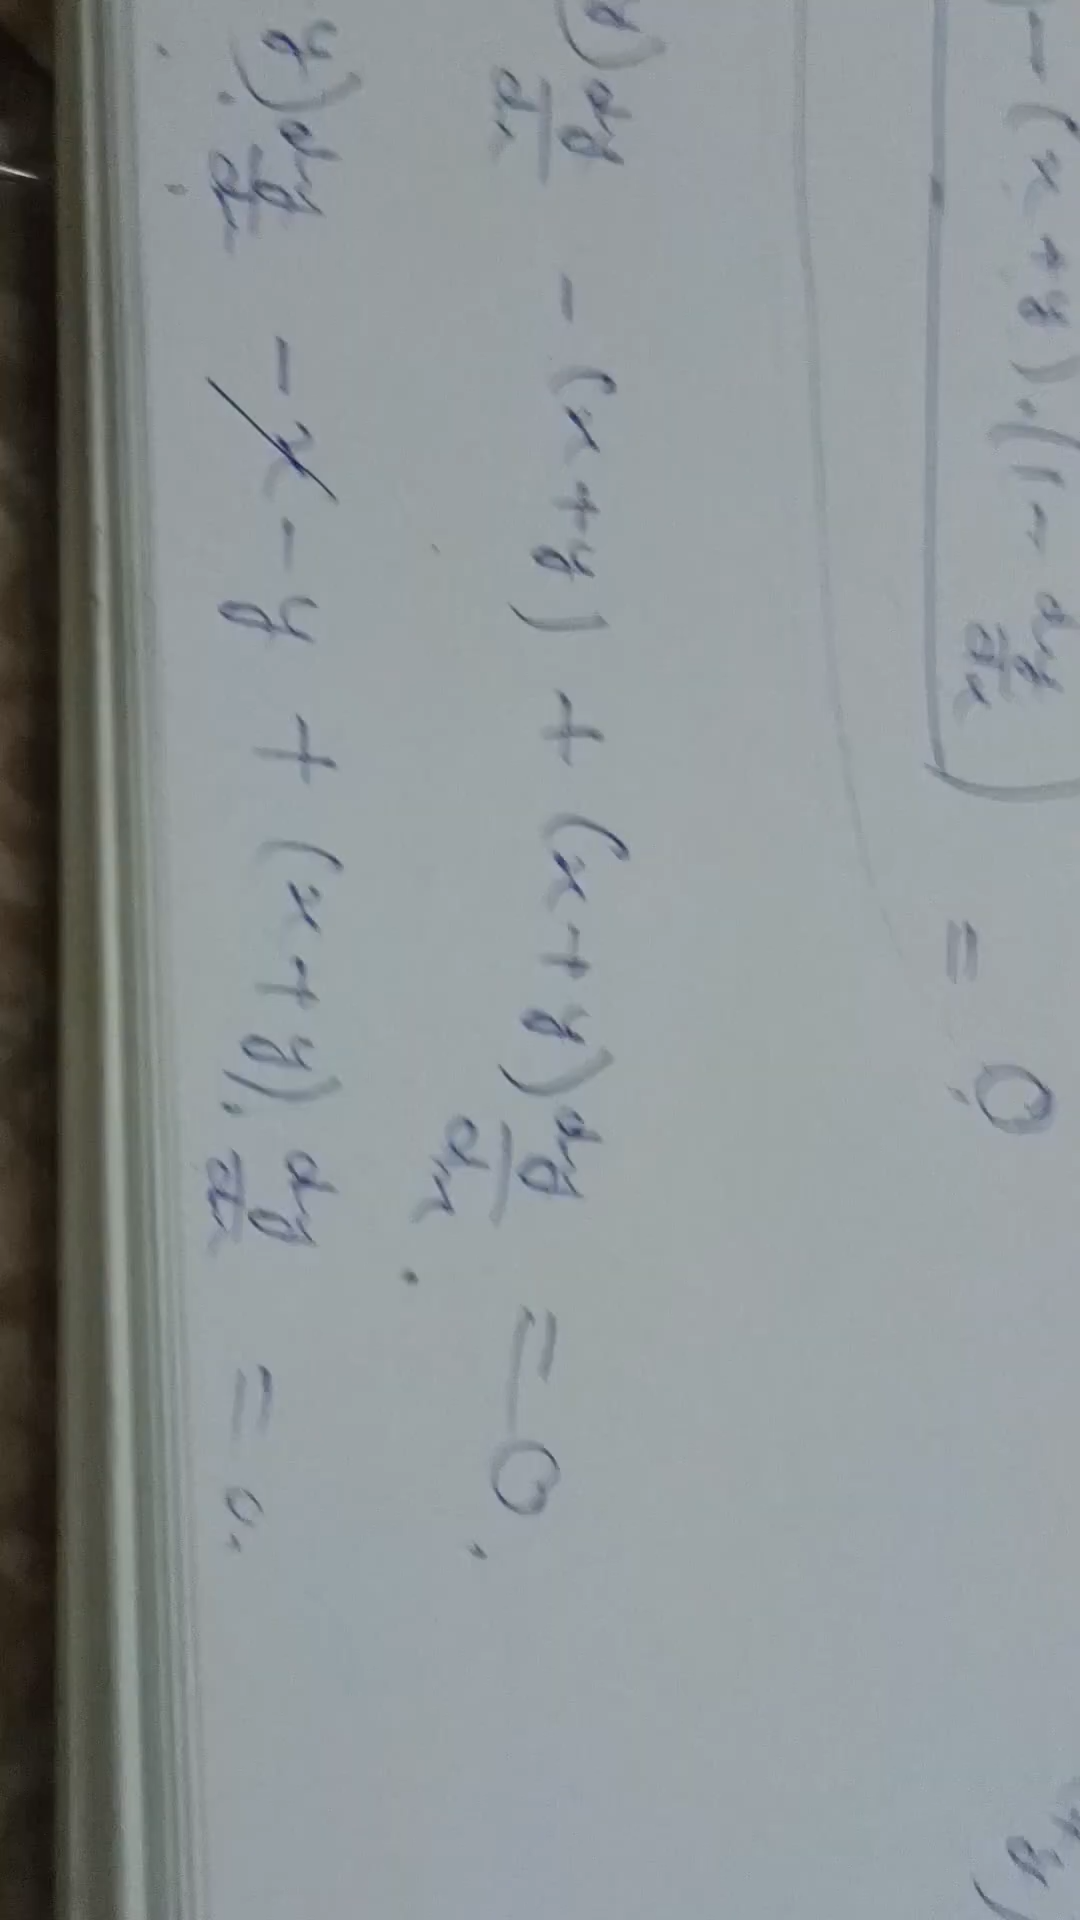 - (x + y) · (1 - dy/dx) = 0
y) dy/dx - (x + y) + (x + y) dy/dx = 0
y) · dy/dx - x - y + (x + y) · dy/dx = 0